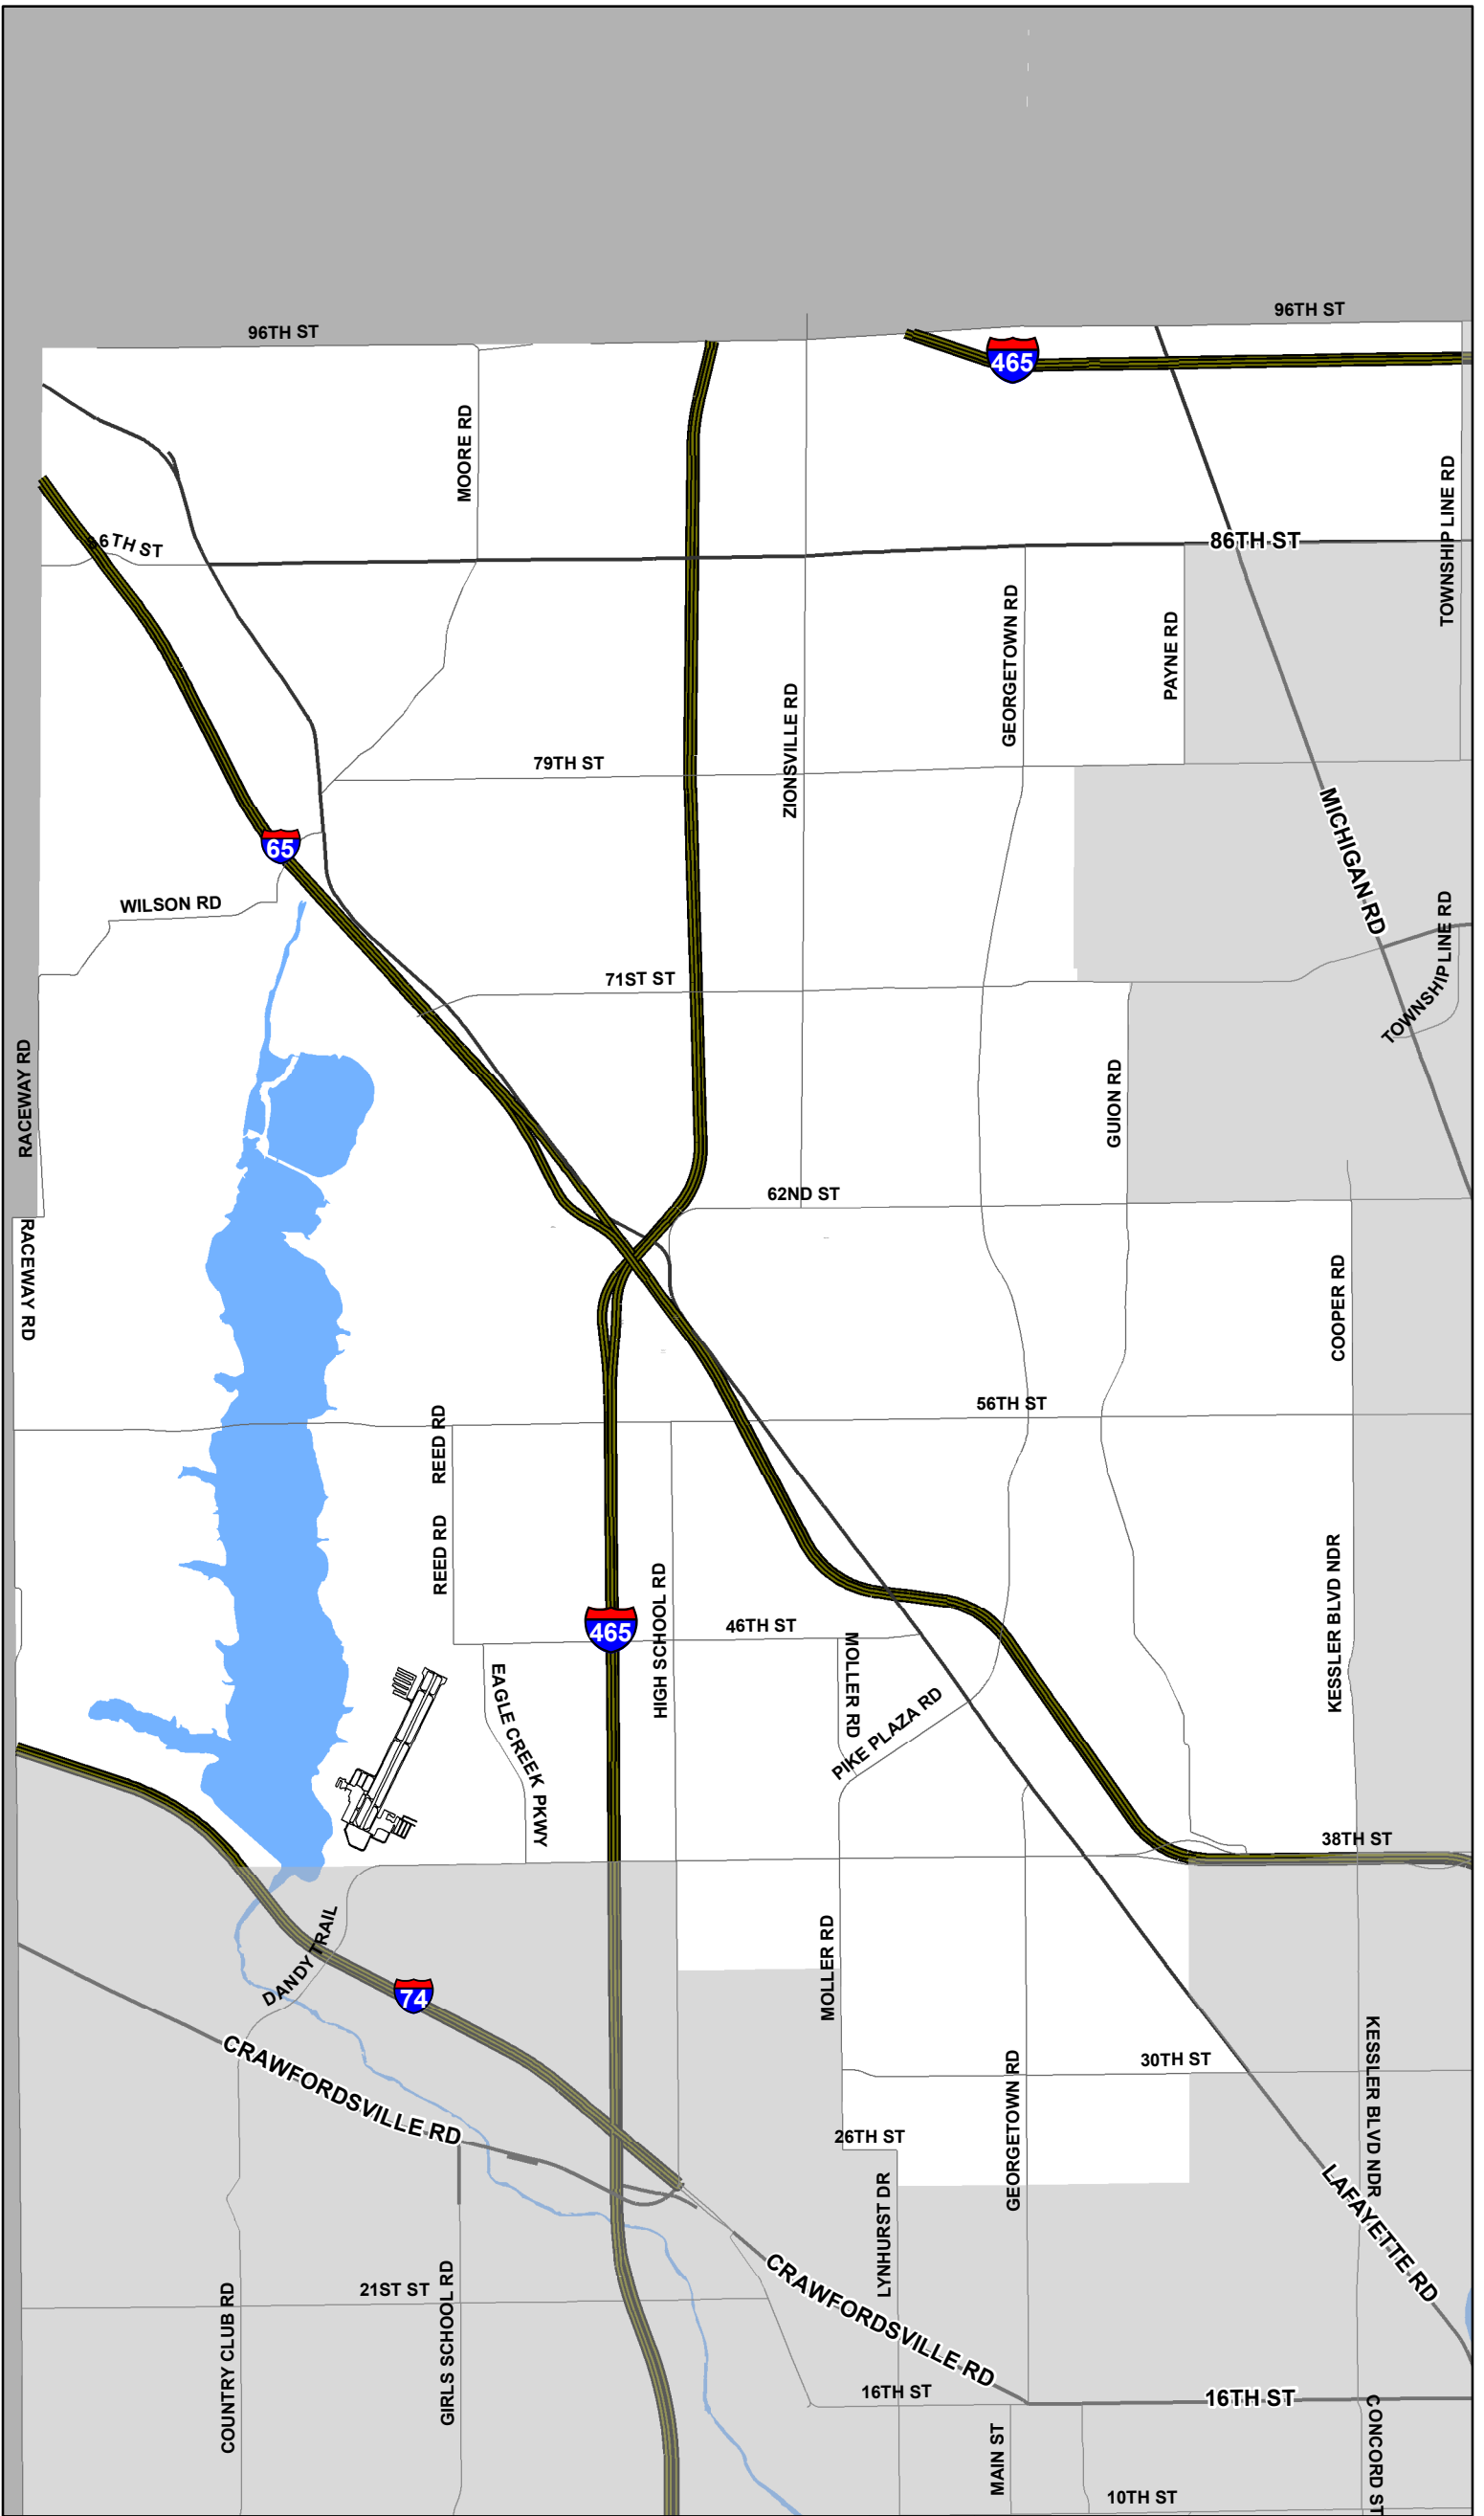 96TH ST
96TH ST
465
MOORE RD
TOWNSHIP LINE RD
86TH ST
6TH ST
GEORGETOWN RD
PAYNE RD
ZIONSVILLE RD
79TH ST
MICHIGAN RD
65
WILSON RD
TOWNSHIP LINE RD
71ST ST
RACEWAY RD
GUION RD
62ND ST
RACEWAY RD
COOPER RD
56TH ST
REED RD
REED RD
HIGH SCHOOL RD
KESSLER BLVD NDR
465
46TH ST
MOLLER RD
EAGLE CREEK PKWY
PIKE PLAZA RD
38TH ST
DANDY TRAIL
MOLLER RD
74
CRAWFORDSVILLE RD
KESSLER BLVD NDR
30TH ST
GEORGETOWN RD
26TH ST
LYNHURST DR
LAFAYETTE RD
21ST ST
COUNTRY CLUB RD
GIRLS SCHOOL RD
CRAWFORDSVILLE RD
16TH ST
16TH ST
MAIN ST
CONCORD ST
10TH ST